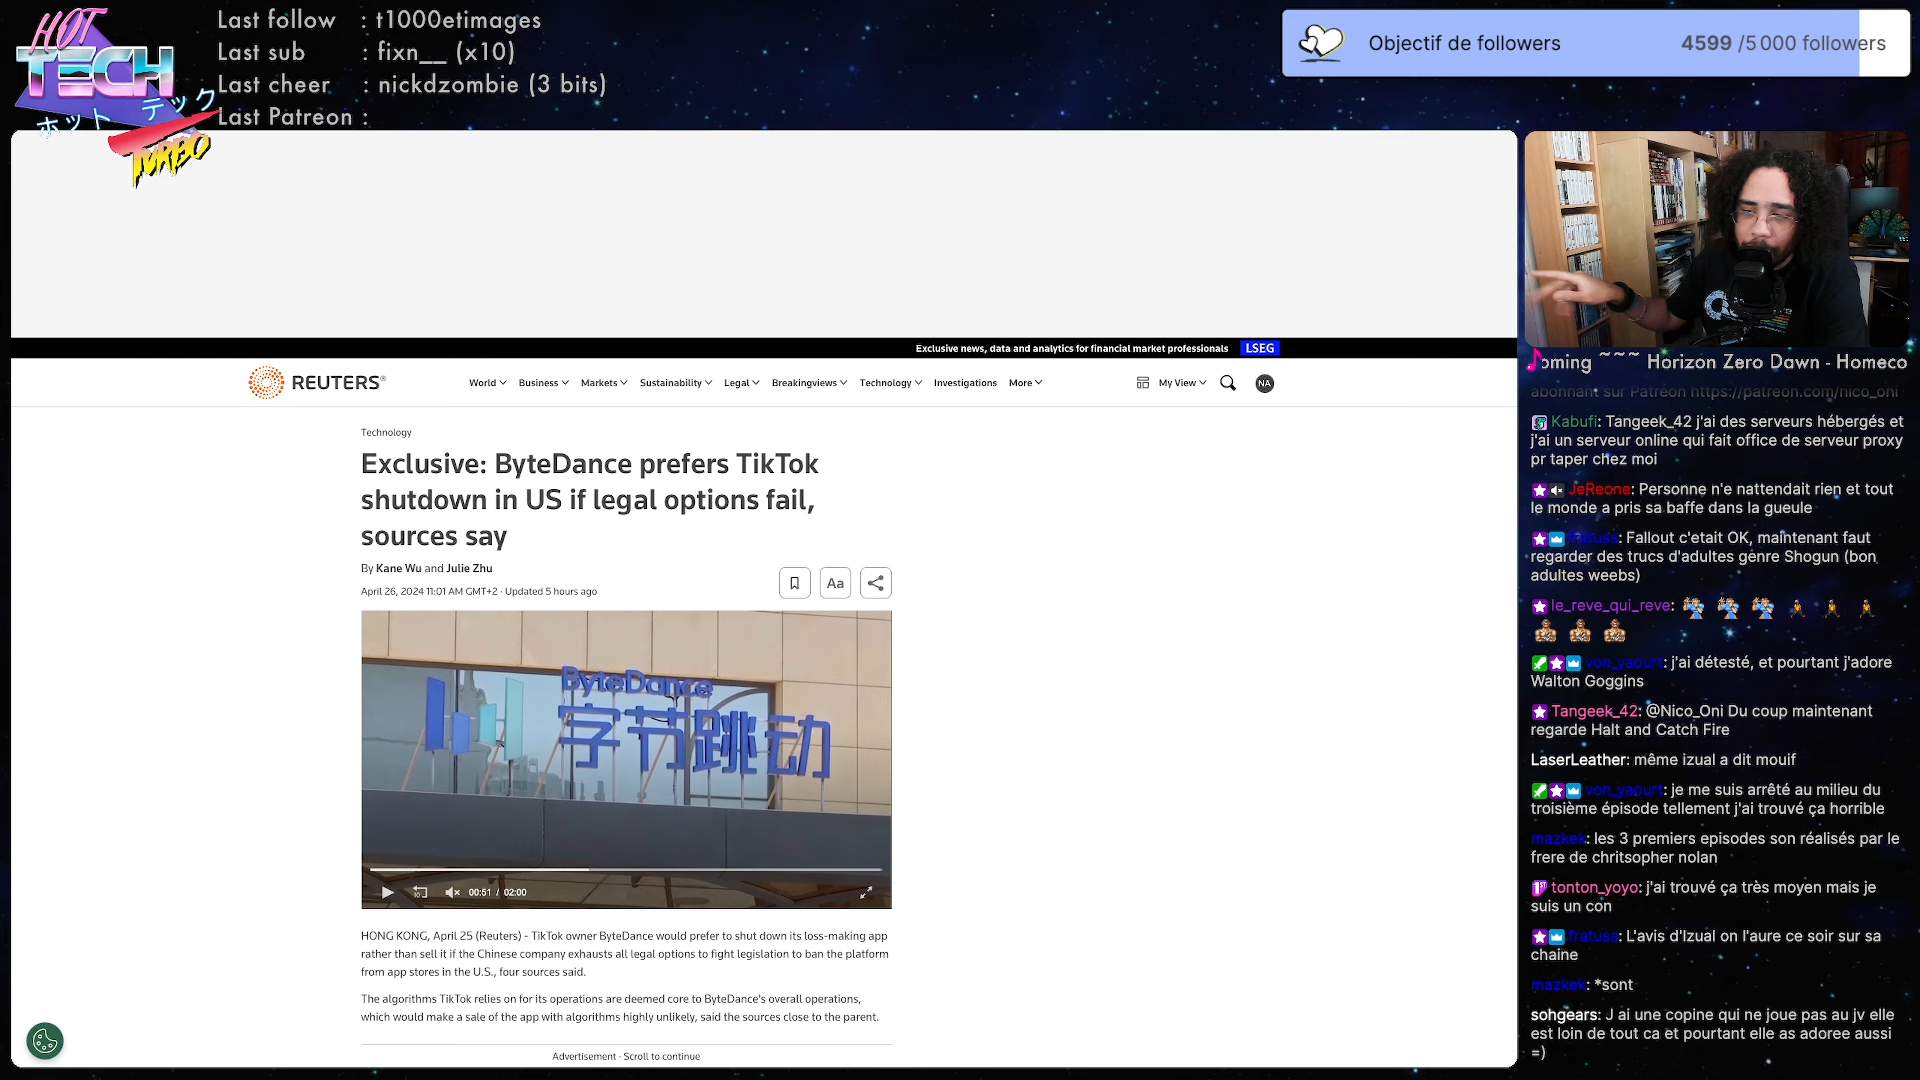 HOT
TECH
ホット テック
TURBO
Last follow : t1000etimages
Last sub : fixn__ (x10)
Last cheer : nickdzombie (3 bits)
Last Patreon :
Objectif de followers 4599 /5 000 followers
Exclusive news, data and analytics for financial market professionals LSEG
REUTERS®
World Business Markets Sustainability Legal Breakingviews Technology Investigations More My View NA
Technology
Exclusive: ByteDance prefers TikTok
shutdown in US if legal options fail,
sources say
By Kane Wu and Julie Zhu
April 26, 2024 11:01 AM GMT+2 · Updated 5 hours ago
Aa
ByteDance
字节跳动
10
00:51 / 02:00
HONG KONG, April 25 (Reuters) - TikTok owner ByteDance would prefer to shut down its loss-making app
rather than sell it if the Chinese company exhausts all legal options to fight legislation to ban the platform
from app stores in the U.S., four sources said.
The algorithms TikTok relies on for its operations are deemed core to ByteDance's overall operations,
which would make a sale of the app with algorithms highly unlikely, said the sources close to the parent.
Advertisement · Scroll to continue
oming ~~~ Horizon Zero Dawn - Homeco
abonnant sur Patreon https://patreon.com/nico_oni
Kabufi: Tangeek_42 j'ai des serveurs hébergés et
j'ai un serveur online qui fait office de serveur proxy
pr taper chez moi
JeReone: Personne n'e nattendait rien et tout
le monde a pris sa baffe dans la gueule
fratuss: Fallout c'etait OK, maintenant faut
regarder des trucs d'adultes genre Shogun (bon
adultes weebs)
le_reve_qui_reve:
von_yaourt: j'ai détesté, et pourtant j'adore
Walton Goggins
Tangeek_42: @Nico_Oni Du coup maintenant
regarde Halt and Catch Fire
LaserLeather: même izual a dit mouif
von_yaourt: je me suis arrêté au milieu du
troisième épisode tellement j'ai trouvé ça horrible
mazkek: les 3 premiers episodes son réalisés par le
frere de chritsopher nolan
1ST tonton_yoyo: j'ai trouvé ça très moyen mais je
suis un con
fratuss: L'avis d'Izual on l'aure ce soir sur sa
chaine
mazkek: *sont
sohgears: J ai une copine qui ne joue pas au jv elle
est loin de tout ca et pourtant elle as adoree aussi
=)